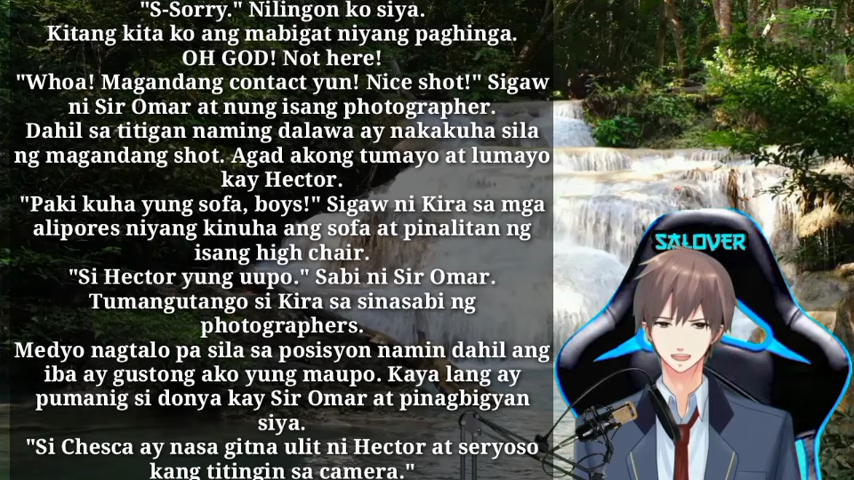 "S-Sorry." Nilingon ko siya.
Kitang kita ko ang mabigat niyang paghinga.
OH GOD! Not here!
"Whoa! Magandang contact yun! Nice shot!" Sigaw
ni Sir Omar at nung isang photographer.
Dahil sa titigan naming dalawa ay nakakuha sila
ng magandang shot. Agad akong tumayo at lumayo
kay Hector.
"Paki kuha yung sofa, boys!" Sigaw ni Kira sa mga
alipores niyang kinuha ang sofa at pinalitan ng
isang high chair.
"Si Hector yung uupo." Sabi ni Sir Omar.
Tumangutango si Kira sa sinasabi ng
photographers.
Medyo nagtalo pa sila sa posisyon namin dahil ang
iba ay gustong ako yung maupo. Kaya lang ay
pumanig si donya kay Sir Omar at pinagbigyan
siya.
"Si Chesca ay nasa gitna ulit ni Hector at seryoso
kang titingin sa camera."
SALOVER